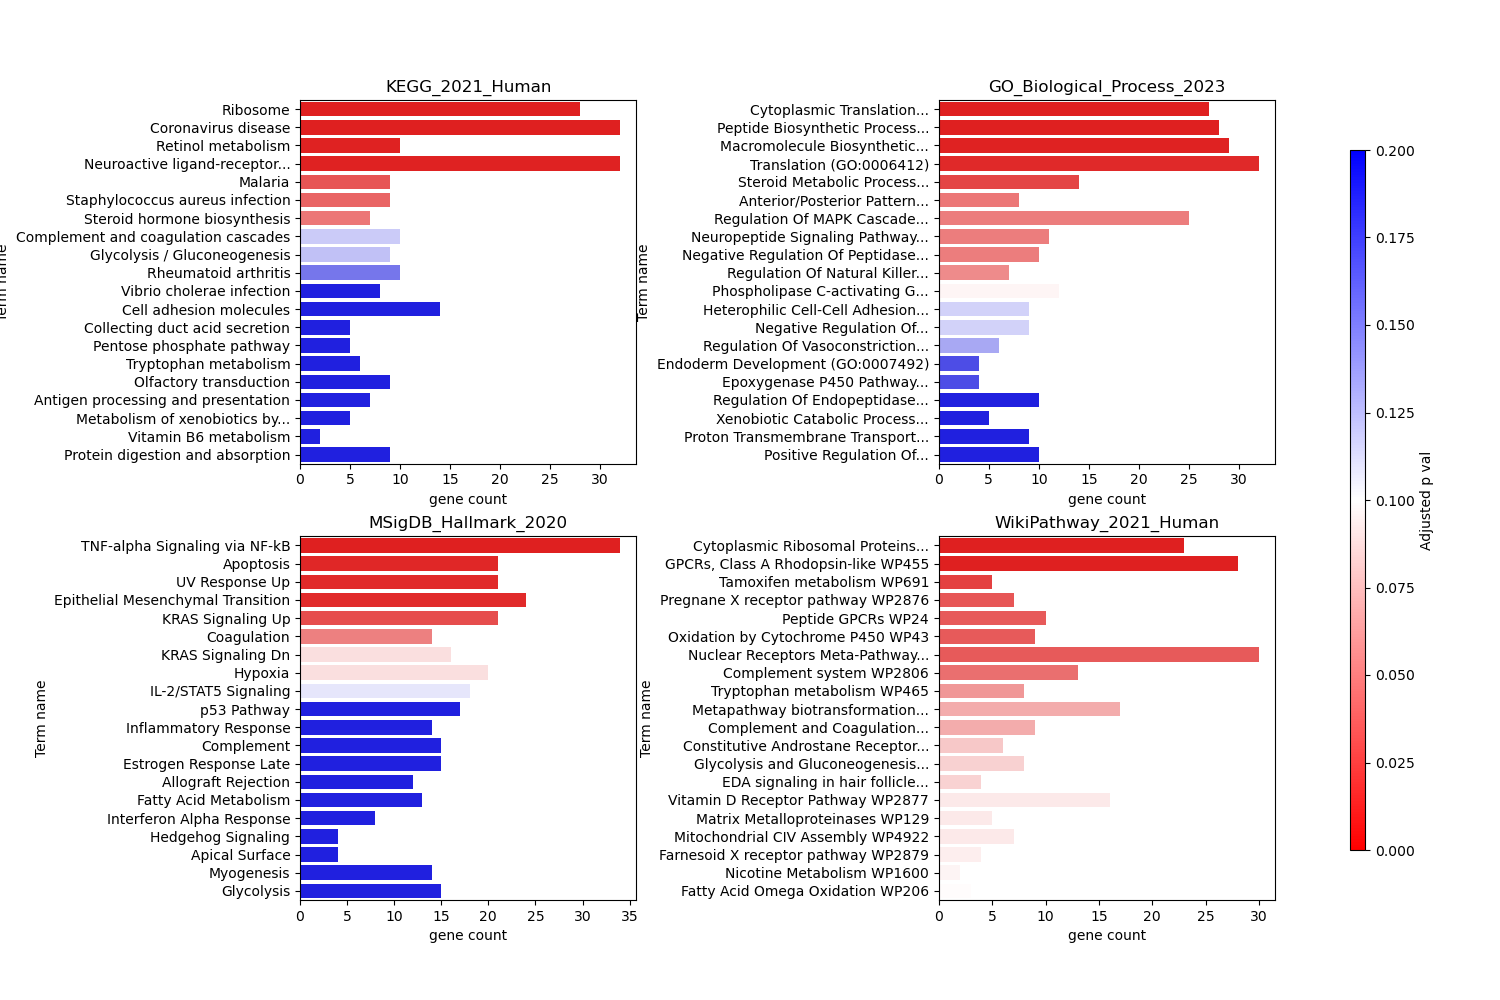 KEGG_2021_Human
Ribosome
Coronavirus disease
Retinol metabolism
Neuroactive ligand-receptor...
Malaria
Staphylococcus aureus infection
Steroid hormone biosynthesis
Complement and coagulation cascades
Glycolysis / Gluconeogenesis
Rheumatoid arthritis
Vibrio cholerae infection
Cell adhesion molecules
Collecting duct acid secretion
Pentose phosphate pathway
Tryptophan metabolism
Olfactory transduction
Antigen processing and presentation
Metabolism of xenobiotics by...
Vitamin B6 metabolism
Protein digestion and absorption
Term name
0 5 10 15 20 25 30
gene count
GO_Biological_Process_2023
Cytoplasmic Translation...
Peptide Biosynthetic Process...
Macromolecule Biosynthetic...
Translation (GO:0006412)
Steroid Metabolic Process...
Anterior/Posterior Pattern...
Regulation Of MAPK Cascade...
Neuropeptide Signaling Pathway...
Negative Regulation Of Peptidase...
Regulation Of Natural Killer...
Phospholipase C-activating G...
Heterophilic Cell-Cell Adhesion...
Negative Regulation Of...
Regulation Of Vasoconstriction...
Endoderm Development (GO:0007492)
Epoxygenase P450 Pathway...
Regulation Of Endopeptidase...
Xenobiotic Catabolic Process...
Proton Transmembrane Transport...
Positive Regulation Of...
Term name
0 5 10 15 20 25 30
gene count
MSigDB_Hallmark_2020
TNF-alpha Signaling via NF-kB
Apoptosis
UV Response Up
Epithelial Mesenchymal Transition
KRAS Signaling Up
Coagulation
KRAS Signaling Dn
Hypoxia
IL-2/STAT5 Signaling
p53 Pathway
Inflammatory Response
Complement
Estrogen Response Late
Allograft Rejection
Fatty Acid Metabolism
Interferon Alpha Response
Hedgehog Signaling
Apical Surface
Myogenesis
Glycolysis
Term name
0 5 10 15 20 25 30 35
gene count
WikiPathway_2021_Human
Cytoplasmic Ribosomal Proteins...
GPCRs, Class A Rhodopsin-like WP455
Tamoxifen metabolism WP691
Pregnane X receptor pathway WP2876
Peptide GPCRs WP24
Oxidation by Cytochrome P450 WP43
Nuclear Receptors Meta-Pathway...
Complement system WP2806
Tryptophan metabolism WP465
Metapathway biotransformation...
Complement and Coagulation...
Constitutive Androstane Receptor...
Glycolysis and Gluconeogenesis...
EDA signaling in hair follicle...
Vitamin D Receptor Pathway WP2877
Matrix Metalloproteinases WP129
Mitochondrial CIV Assembly WP4922
Farnesoid X receptor pathway WP2879
Nicotine Metabolism WP1600
Fatty Acid Omega Oxidation WP206
Term name
0 5 10 15 20 25 30
gene count
0.200
0.175
0.150
0.125
0.100
0.075
0.050
0.025
0.000
Adjusted p val